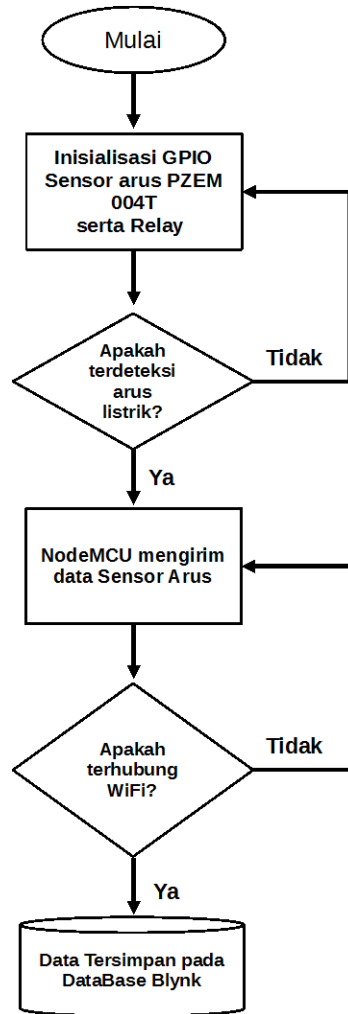 Mulai
Inisialisasi GPIO
Sensor arus PZEM
004T
serta Relay
Apakah
terdeteksi
arus
listrik?
Tidak
Ya
NodeMCU mengirim
data Sensor Arus
Apakah
terhubung
WiFi?
Tidak
Ya
Data Tersimpan pada
DataBase Blynk